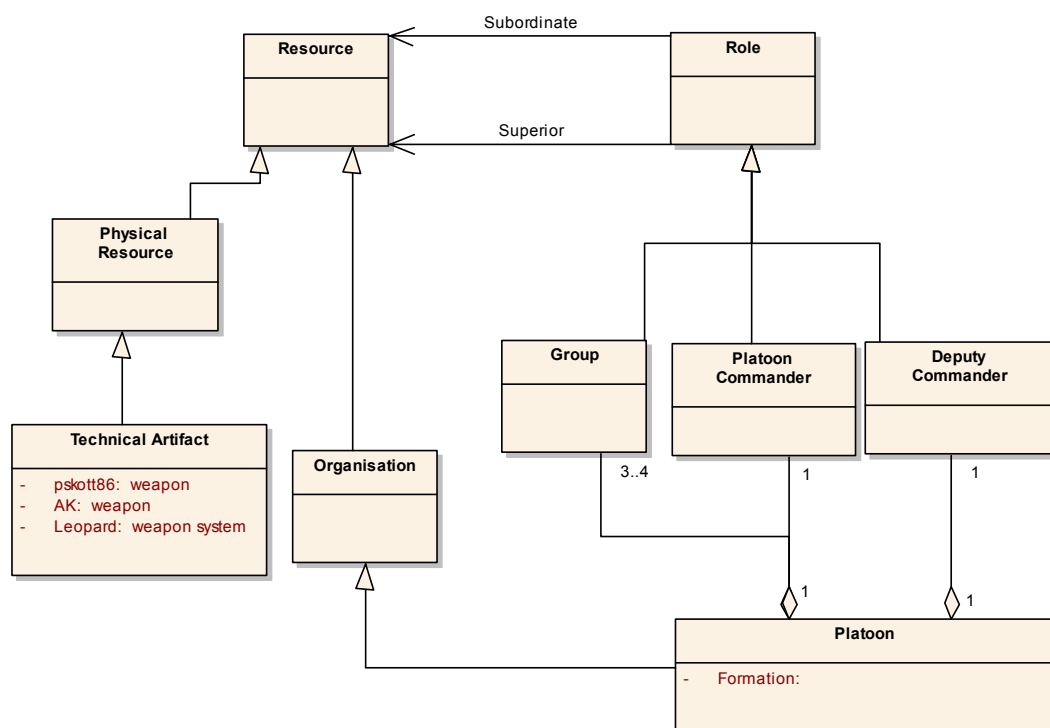 Subordinate
Resource
Role
Superior
Physical
Resource
Group
Platoon
Commander
Deputy
Commander
Technical Artifact
- pskott86: weapon
- AK: weapon
- Leopard: weapon system
Organisation
3..4
1
1
1
1
Platoon
- Formation: